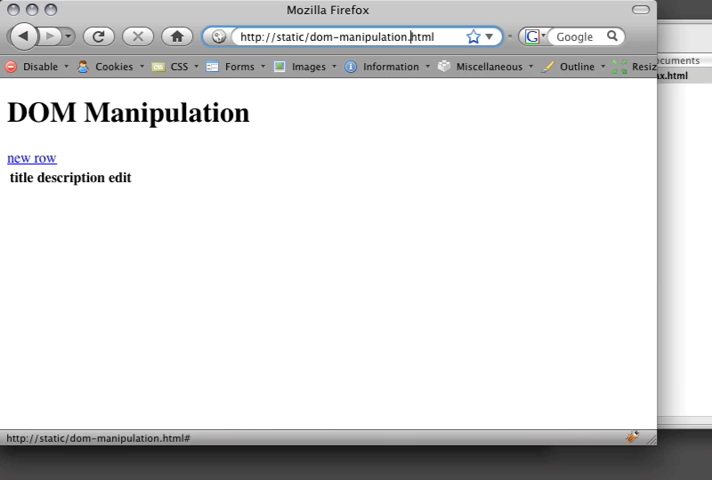 Mozilla Firefox
http://static/dom-manipulation.html
Google
Disable Cookies CSS Forms Images Information Miscellaneous Outline Resiz
DOM Manipulation
new row
title description edit
http://static/dom-manipulation.html#
ocuments
ax.html